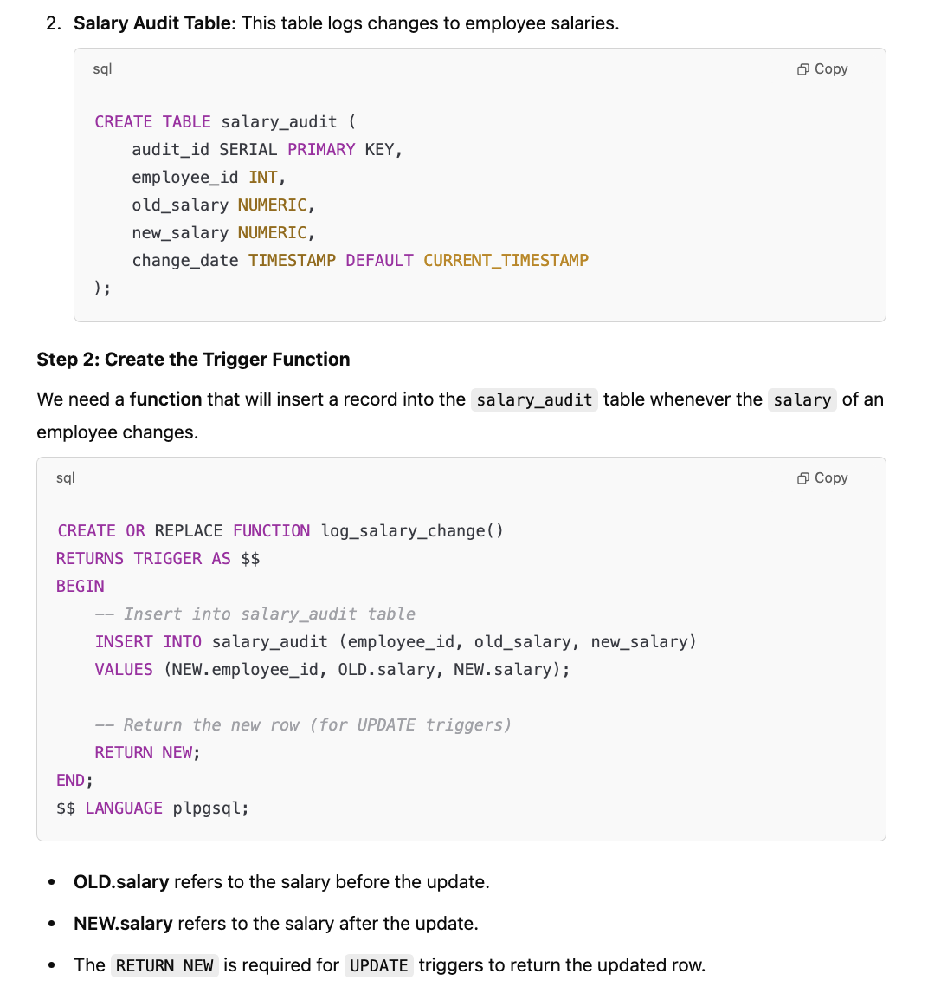 2. Salary Audit Table: This table logs changes to employee salaries.
sql
Copy
CREATE TABLE salary_audit (
    audit_id SERIAL PRIMARY KEY,
    employee_id INT,
    old_salary NUMERIC,
    new_salary NUMERIC,
    change_date TIMESTAMP DEFAULT CURRENT_TIMESTAMP
);
Step 2: Create the Trigger Function
We need a function that will insert a record into the salary_audit table whenever the salary of an
employee changes.
sql
Copy
CREATE OR REPLACE FUNCTION log_salary_change()
RETURNS TRIGGER AS $$
BEGIN
    -- Insert into salary_audit table
    INSERT INTO salary_audit (employee_id, old_salary, new_salary)
    VALUES (NEW.employee_id, OLD.salary, NEW.salary);
    -- Return the new row (for UPDATE triggers)
    RETURN NEW;
END;
$$ LANGUAGE plpgsql;
• OLD.salary refers to the salary before the update.
• NEW.salary refers to the salary after the update.
• The RETURN NEW is required for UPDATE triggers to return the updated row.